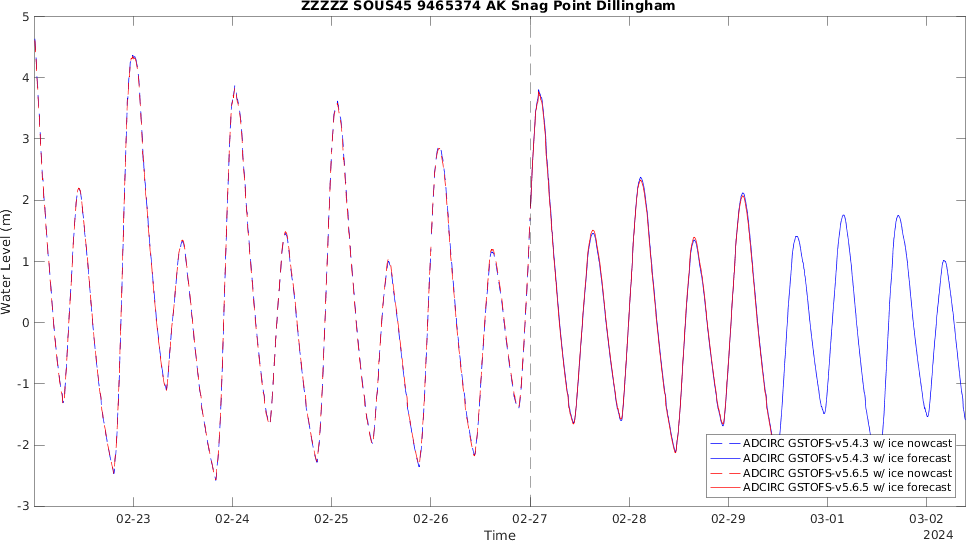 ZZZZZ SOUS45 9465374 AK Snag Point Dillingham
5
4
3
2
1
0
-1
-2
-3
Water Level (m)
ADCIRC GSTOFS-v5.4.3 w/ ice nowcast
ADCIRC GSTOFS-v5.4.3 w/ ice forecast
ADCIRC GSTOFS-v5.6.5 w/ ice nowcast
ADCIRC GSTOFS-v5.6.5 w/ ice forecast
02-23 02-24 02-25 02-26 02-27 02-28 02-29 03-01 03-02
Time
2024